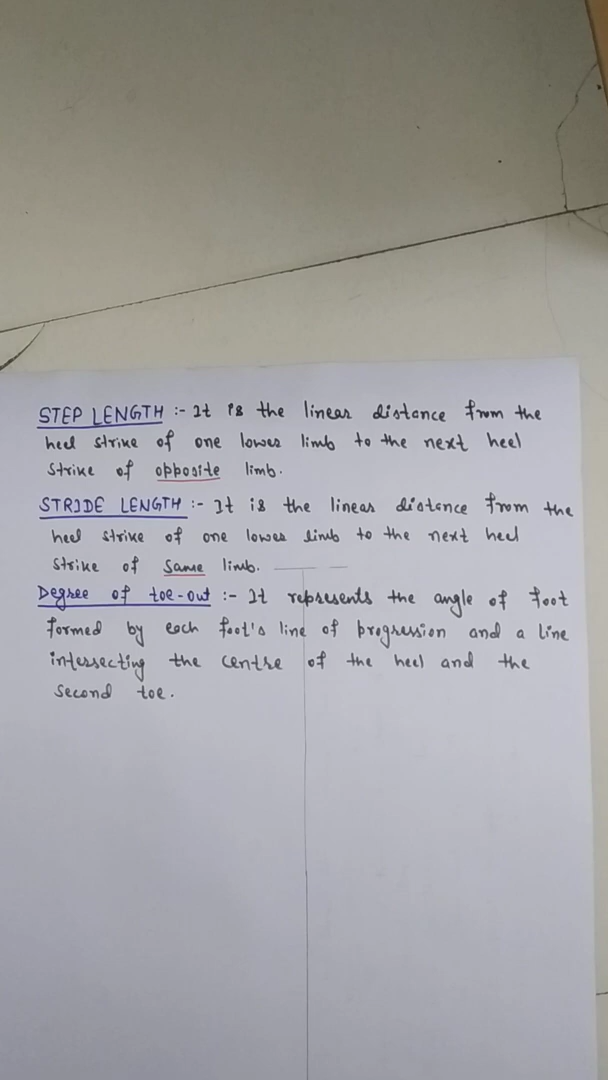 STEP LENGTH :- It is the linear distance from the
heel strike of one lower limb to the next heel
strike of opposite limb.
STRIDE LENGTH :- It is the linear distance from the
heel strike of one lower limb to the next heel
strike of same limb.
Degree of toe-out :- It represents the angle of foot
formed by each foot's line of progression and a line
interssecting the centre of the heel and the
second toe.